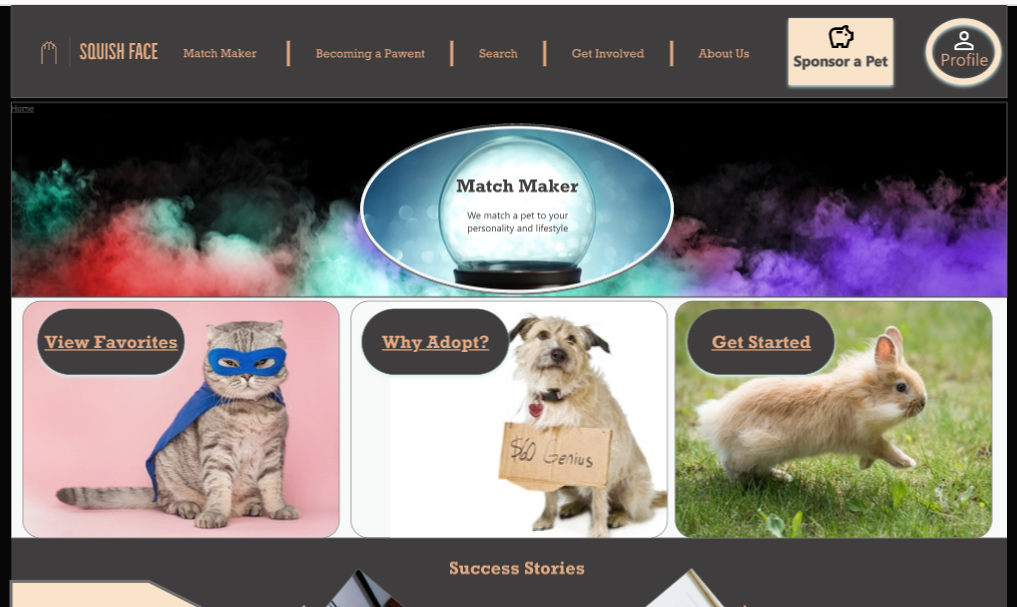 SQUISH FACE
Match Maker
Becoming a Pawent
Search
Get Involved
About Us
Sponsor a Pet
Profile
Home
Match Maker
We match a pet to your
personality and lifestyle
View Favorites
Why Adopt?
Get Started
$60 Genius
Success Stories